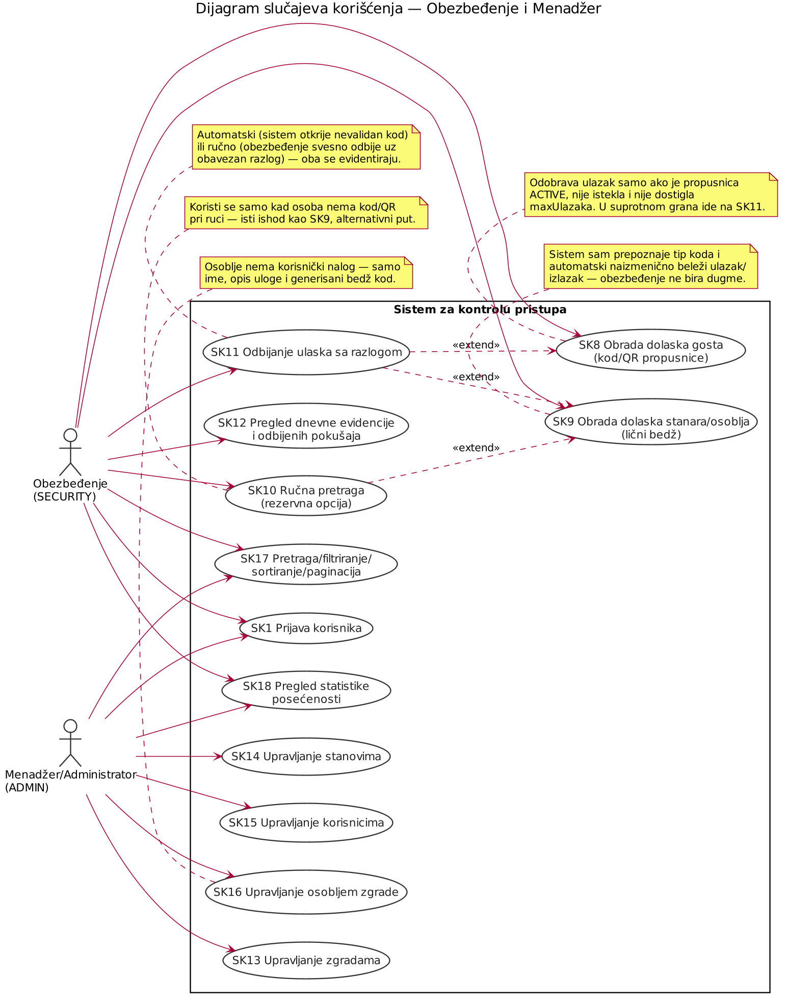 Dijagram slučajeva korišćenja — Obezbeđenje i Menadžer
Automatski (sistem otkrije nevalidan kod)
ili ručno (obezbeđenje svesno odbije uz
obavezan razlog) — oba se evidentiraju.
Odobrava ulazak samo ako je propusnica
ACTIVE, nije istekla i nije dostigla
maxUlazaka. U suprotnom grana ide na SK11.
Koristi se samo kad osoba nema kod/QR
pri ruci — isti ishod kao SK9, alternativni put.
Sistem sam prepoznaje tip koda i
automatski naizmenično beleži ulazak/
izlazak — obezbeđenje ne bira dugme.
Osoblje nema korisnički nalog — samo
ime, opis uloge i generisani bedž kod.
Sistem za kontrolu pristupa
SK11 Odbijanje ulaska sa razlogom
«extend»
SK8 Obrada dolaska gosta
(kod/QR propusnice)
«extend»
SK12 Pregled dnevne evidencije
i odbijenih pokušaja
SK9 Obrada dolaska stanara/osoblja
(lični bedž)
«extend»
Obezbeđenje
(SECURITY)
SK10 Ručna pretraga
(rezervna opcija)
SK17 Pretraga/filtriranje/
sortiranje/paginacija
SK1 Prijava korisnika
SK18 Pregled statistike
posećenosti
SK14 Upravljanje stanovima
Menadžer/Administrator
(ADMIN)
SK15 Upravljanje korisnicima
SK16 Upravljanje osobljem zgrade
SK13 Upravljanje zgradama